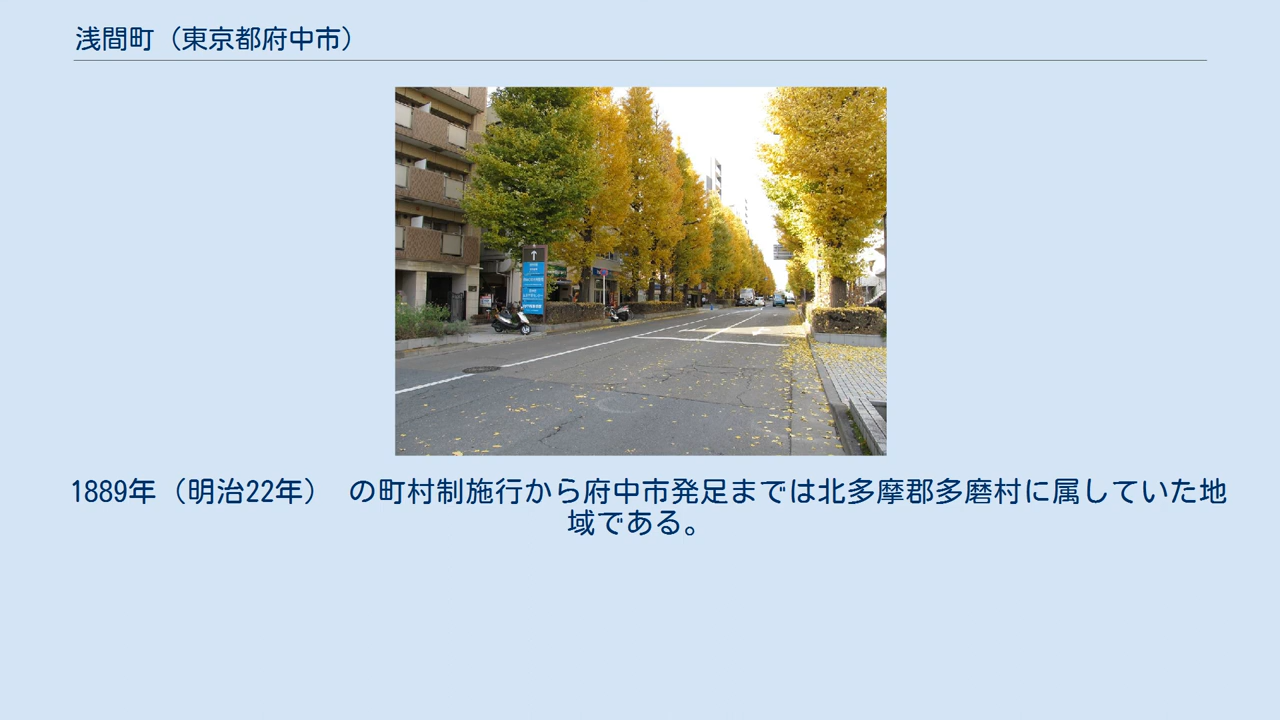 浅間町（東京都府中市）
1889年（明治22年） の町村制施行から府中市発足までは北多摩郡多磨村に属していた地
域である。